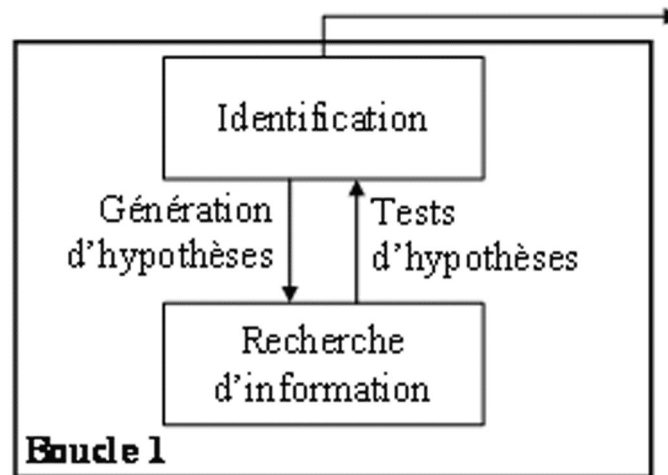 Identification
Génération
d'hypothèses
Tests
d'hypothèses
Recherche
d'information
Boucle 1